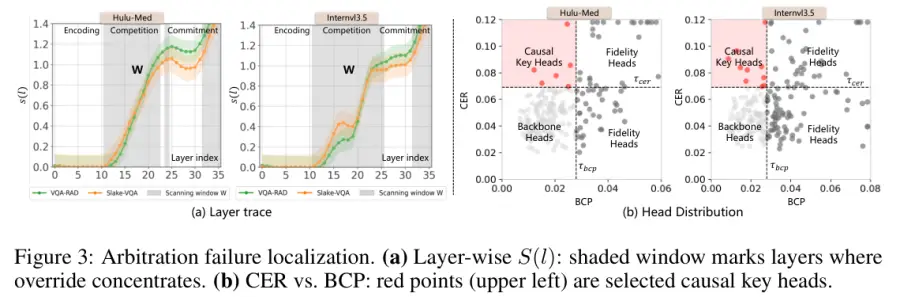 Hulu-Med
Encoding Competition Commitment
W
s(l)
1.4
1.2
1.0
0.8
0.6
0.4
0.2
0.0
Layer index
0 5 10 15 20 25 30 35
Internvl3.5
Encoding Competition Commitment
W
s(l)
1.4
1.2
1.0
0.8
0.6
0.4
0.2
0.0
Layer index
0 5 10 15 20 25 30 35
VQA-RAD Slake-VQA Scanning window W
VQA-RAD Slake-VQA Scanning window W
(a) Layer trace
Hulu-Med
CER
0.12
0.10
0.08
0.06
0.04
0.02
0.00
Causal
Key Heads
Fidelity
Heads
τcer
Backbone
Heads
Fidelity
Heads
τbcp
0.00 0.02 0.04 0.06
BCP
Internvl3.5
CER
0.12
0.10
0.08
0.06
0.04
0.02
0.00
Causal
Key Heads
Fidelity
Heads
τcer
Backbone
Heads
Fidelity
Heads
τbcp
0.00 0.02 0.04 0.06 0.08
BCP
(b) Head Distribution
Figure 3: Arbitration failure localization. (a) Layer-wise S(l): shaded window marks layers where
override concentrates. (b) CER vs. BCP: red points (upper left) are selected causal key heads.